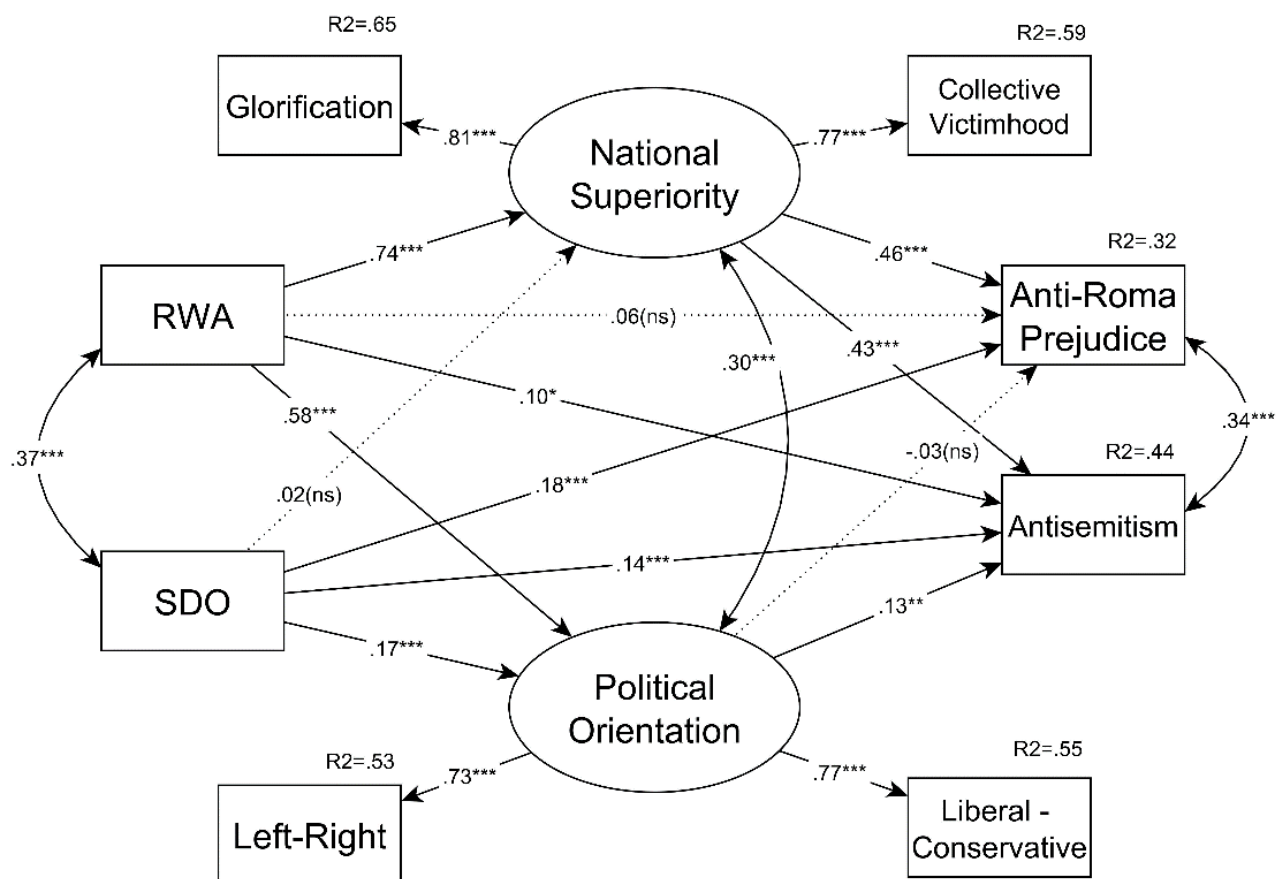 R2=.65
R2=.59
Glorification
Collective
Victimhood
.81***
.77***
National
Superiority
R2=.32
.74***
.46***
RWA
Anti-Roma
Prejudice
.06(ns)
.43***
.30***
.10*
.58***
.34***
.37***
-.03(ns)
R2=.44
.02(ns)
.18***
Antisemitism
.14***
SDO
.13**
.17***
Political
Orientation
R2=.53
R2=.55
.73***
.77***
Left-Right
Liberal -
Conservative